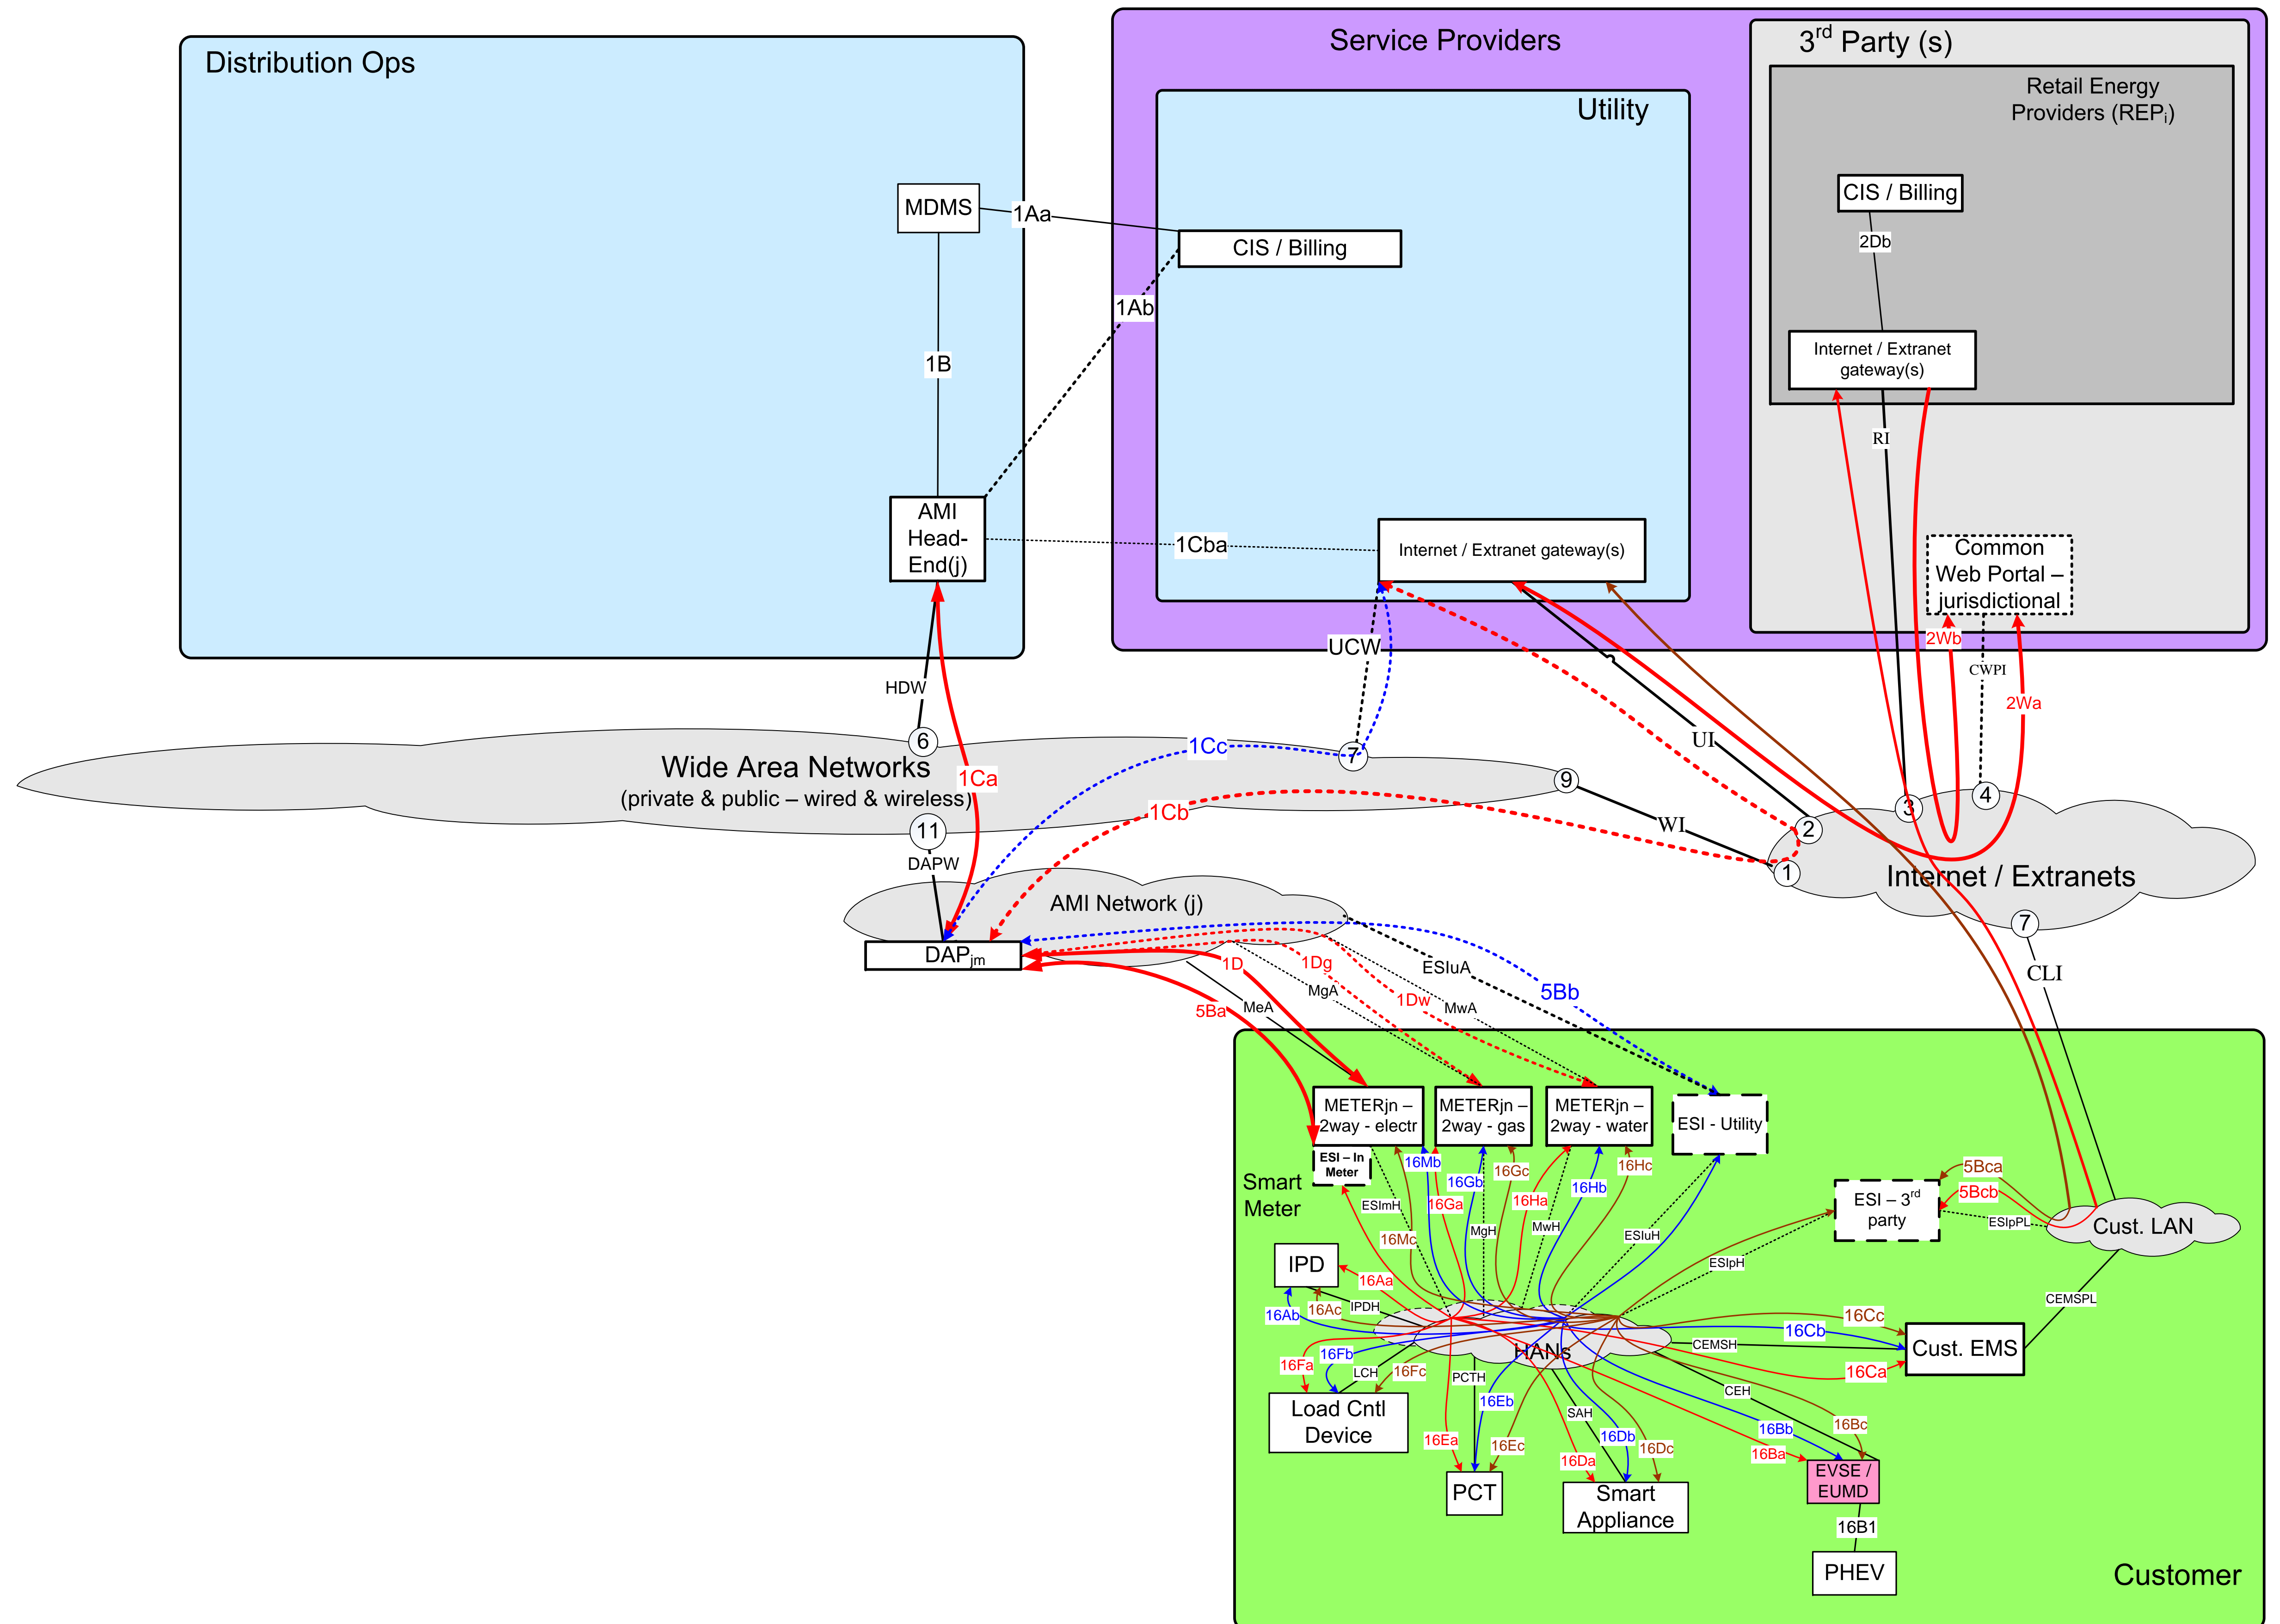 Distribution Ops
Service Providers
3rd Party (s)
Retail Energy
Providers (REPi)
Utility
MDMS
1Aa
CIS / Billing
CIS / Billing
2Db
1Ab
1B
Internet / Extranet
gateway(s)
RI
AMI
Head-
End(j)
1Cba
Internet / Extranet gateway(s)
Common
Web Portal –
jurisdictional
UCW
2Wb
CWPI
2Wa
HDW
6
1Cc
7
UI
Wide Area Networks
(private & public – wired & wireless)
1Ca
9
3
4
1Cb
WI
2
11
DAPW
1
Internet / Extranets
AMI Network (j)
7
DAPjm
1D
1Dg
ESIuA
CLI
MgA
5Bb
5Ba
MeA
1Dw
MwA
METERjn –
2way - electr
METERjn –
2way - gas
METERjn –
2way - water
ESI - Utility
ESI – In
Meter
Smart
Meter
16Mb
16Gb
16Gc
16Hc
16Hb
16Ga
16Ha
ESImH
MgH
MwH
ESIuH
16Mc
5Bca
5Bcb
ESI – 3rd
party
ESIpPL
Cust. LAN
ESIpH
IPD
16Aa
IPDH
16Ab
16Ac
HANs
CEMSPL
16Cc
16Cb
CEMSH
16Ca
Cust. EMS
16Fa
16Fb
LCH
16Fc
PCTH
16Eb
SAH
CEH
Load Cntl
Device
16Ea
16Ec
16Db
16Dc
16Da
16Bb
16Bc
16Ba
PCT
Smart
Appliance
EVSE /
EUMD
16B1
PHEV
Customer